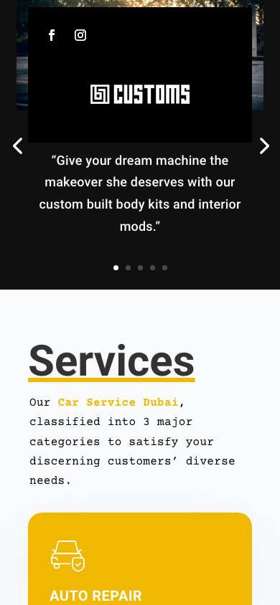 CUSTOMS
“Give your dream machine the
makeover she deserves with our
custom built body kits and interior
mods.“
Services
Our Car Service Dubai,
classified into 3 major
categories to satisfy your
discerning customers’ diverse
needs.
AUTO REPAIR